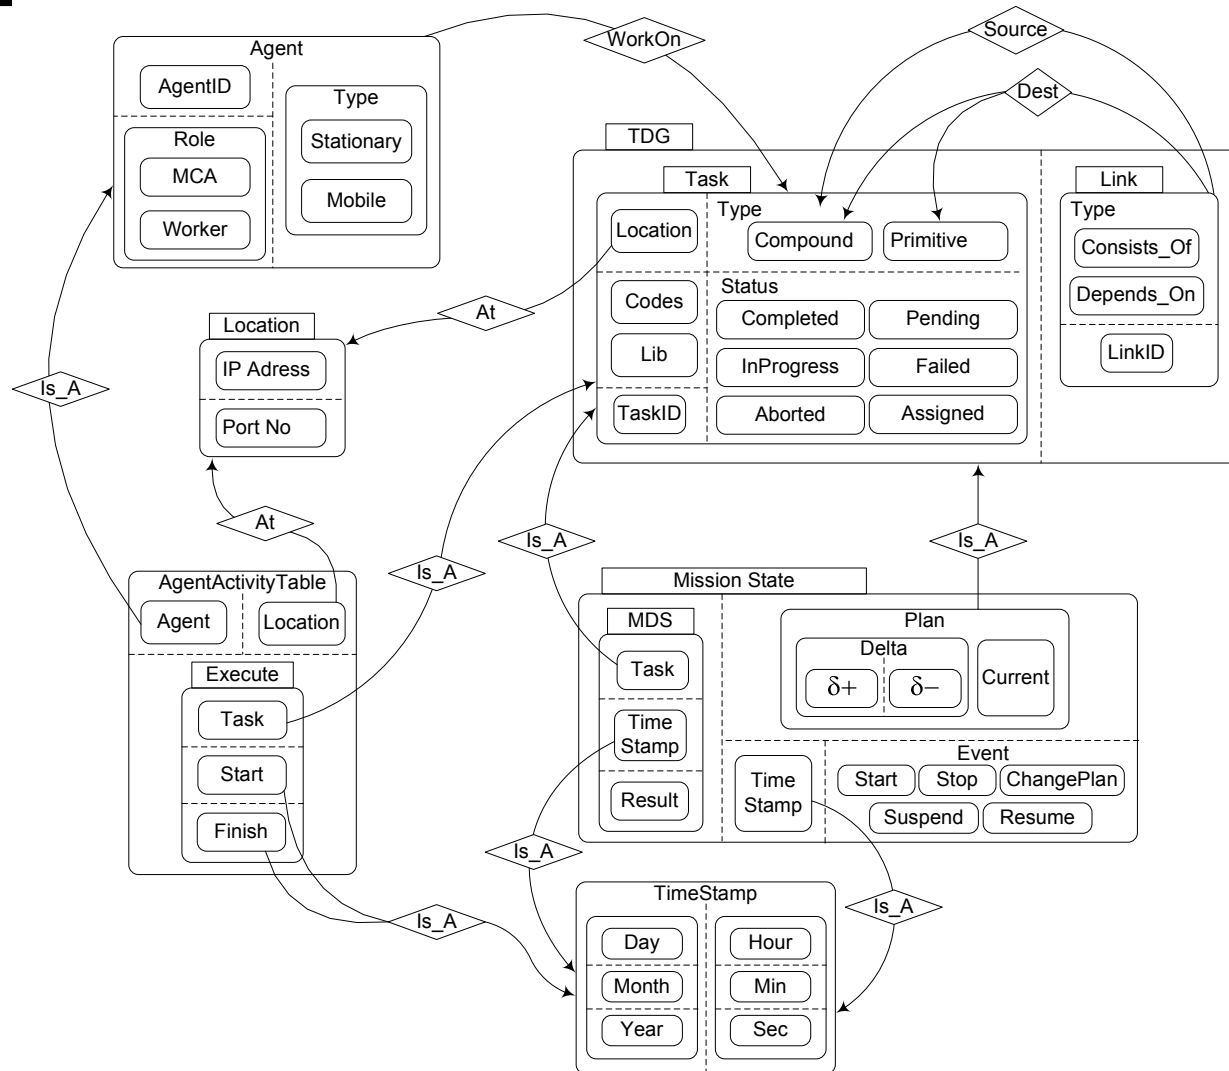 Agent
AgentID
Role
MCA
Worker
Type
Stationary
Mobile
WorkOn
Source
Dest
TDG
Task
Location
Codes
Lib
TaskID
Type
Compound
Primitive
Status
Completed
Pending
InProgress
Failed
Aborted
Assigned
Link
Type
Consists_Of
Depends_On
LinkID
At
Location
IP Adress
Port No
Is_A
At
Is_A
Is_A
Is_A
AgentActivityTable
Agent
Location
Execute
Task
Start
Finish
Mission State
MDS
Task
Time
Stamp
Result
Plan
Delta
δ+
δ−
Current
Time
Stamp
Event
Start
Stop
ChangePlan
Suspend
Resume
Is_A
Is_A
Is_A
TimeStamp
Day
Month
Year
Hour
Min
Sec